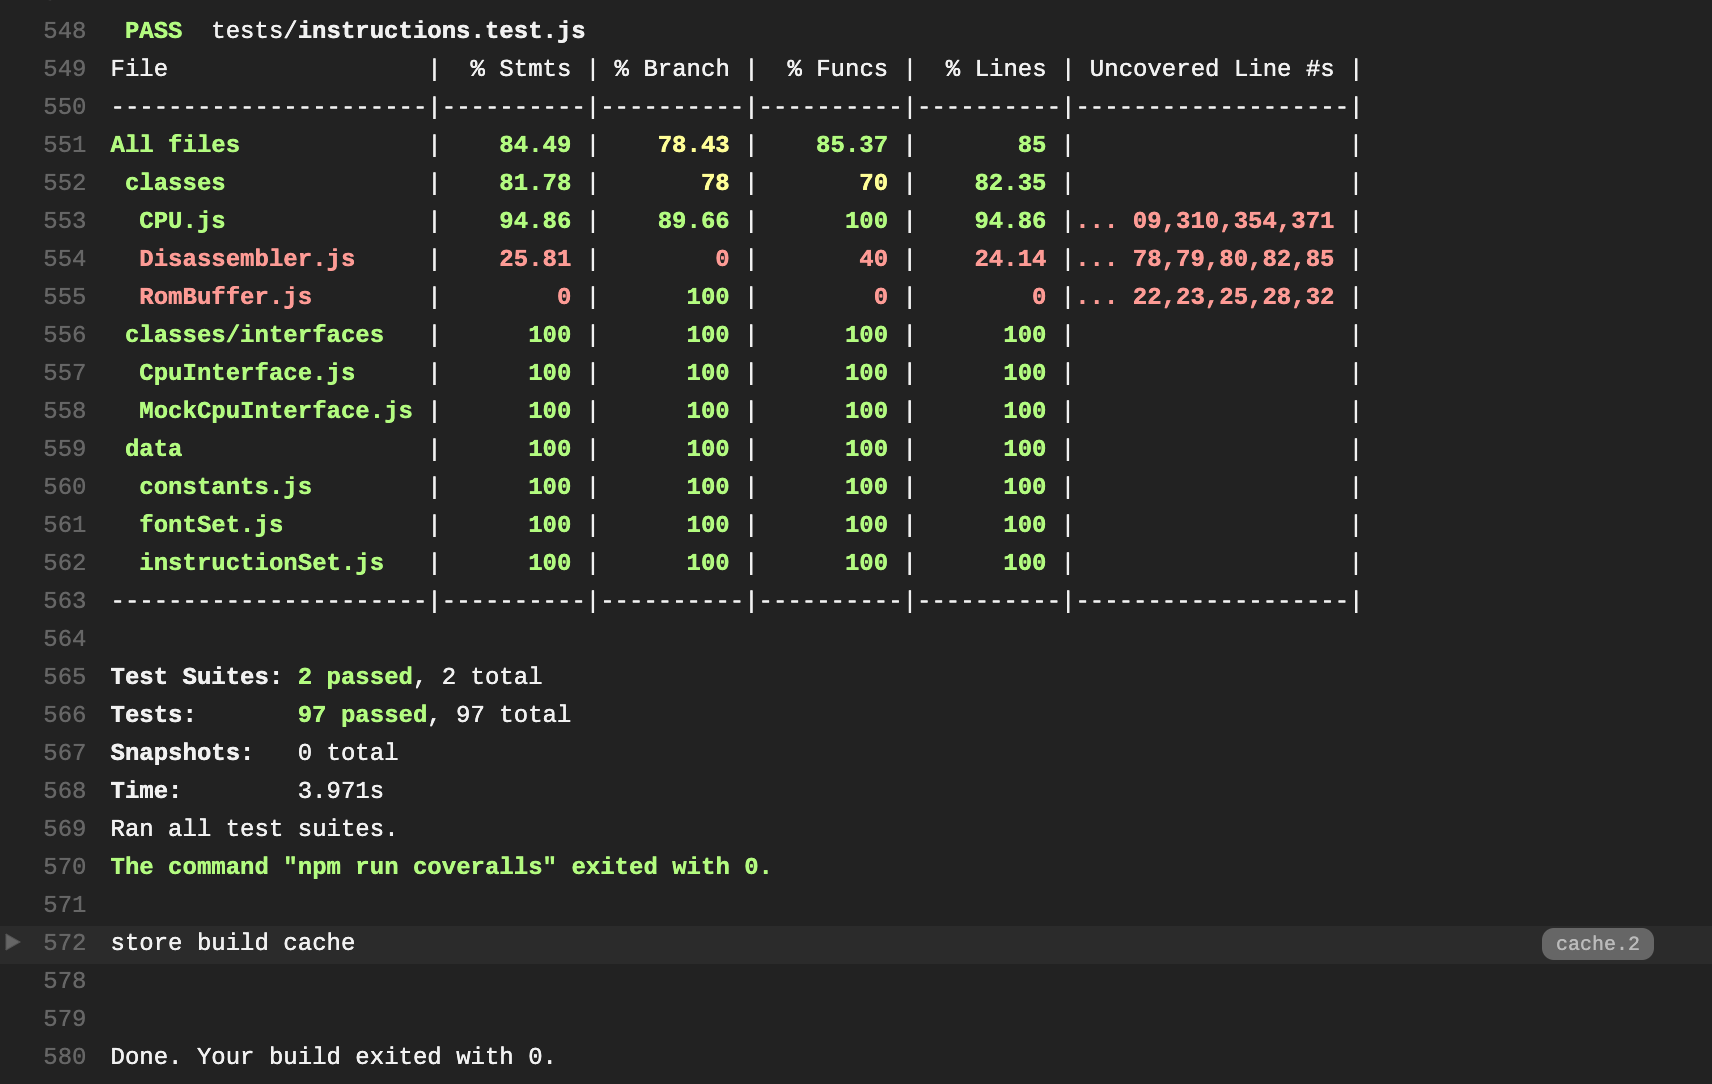 548 PASS tests/instructions.test.js
549 File | % Stmts | % Branch | % Funcs | % Lines | Uncovered Line #s |
550 ----------------------|----------|----------|----------|----------|-------------------|
551 All files | 84.49 | 78.43 | 85.37 | 85 | |
552 classes | 81.78 | 78 | 70 | 82.35 | |
553 CPU.js | 94.86 | 89.66 | 100 | 94.86 |... 09,310,354,371 |
554 Disassembler.js | 25.81 | 0 | 40 | 24.14 |... 78,79,80,82,85 |
555 RomBuffer.js | 0 | 100 | 0 | 0 |... 22,23,25,28,32 |
556 classes/interfaces | 100 | 100 | 100 | 100 | |
557 CpuInterface.js | 100 | 100 | 100 | 100 | |
558 MockCpuInterface.js | 100 | 100 | 100 | 100 | |
559 data | 100 | 100 | 100 | 100 | |
560 constants.js | 100 | 100 | 100 | 100 | |
561 fontSet.js | 100 | 100 | 100 | 100 | |
562 instructionSet.js | 100 | 100 | 100 | 100 | |
563 ----------------------|----------|----------|----------|----------|-------------------|
564
565 Test Suites: 2 passed, 2 total
566 Tests: 97 passed, 97 total
567 Snapshots: 0 total
568 Time: 3.971s
569 Ran all test suites.
570 The command "npm run coveralls" exited with 0.
571
572 store build cache cache.2
578
579
580 Done. Your build exited with 0.